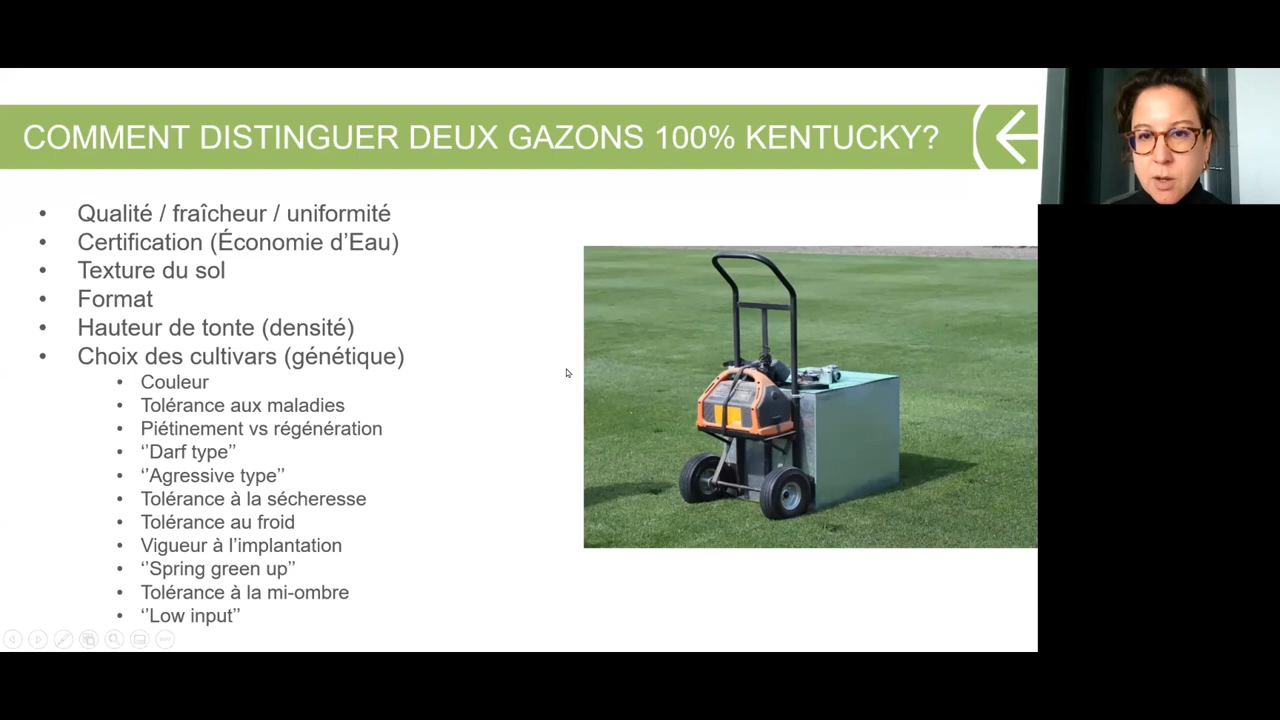 COMMENT DISTINGUER DEUX GAZONS 100% KENTUCKY?
• Qualité / fraîcheur / uniformité
• Certification (Économie d’Eau)
• Texture du sol
• Format
• Hauteur de tonte (densité)
• Choix des cultivars (génétique)
• Couleur
• Tolérance aux maladies
• Piétinement vs régénération
• ‘’Darf type’’
• ‘’Agressive type’’
• Tolérance à la sécheresse
• Tolérance au froid
• Vigueur à l’implantation
• ‘’Spring green up’’
• Tolérance à la mi-ombre
• ‘’Low input’’